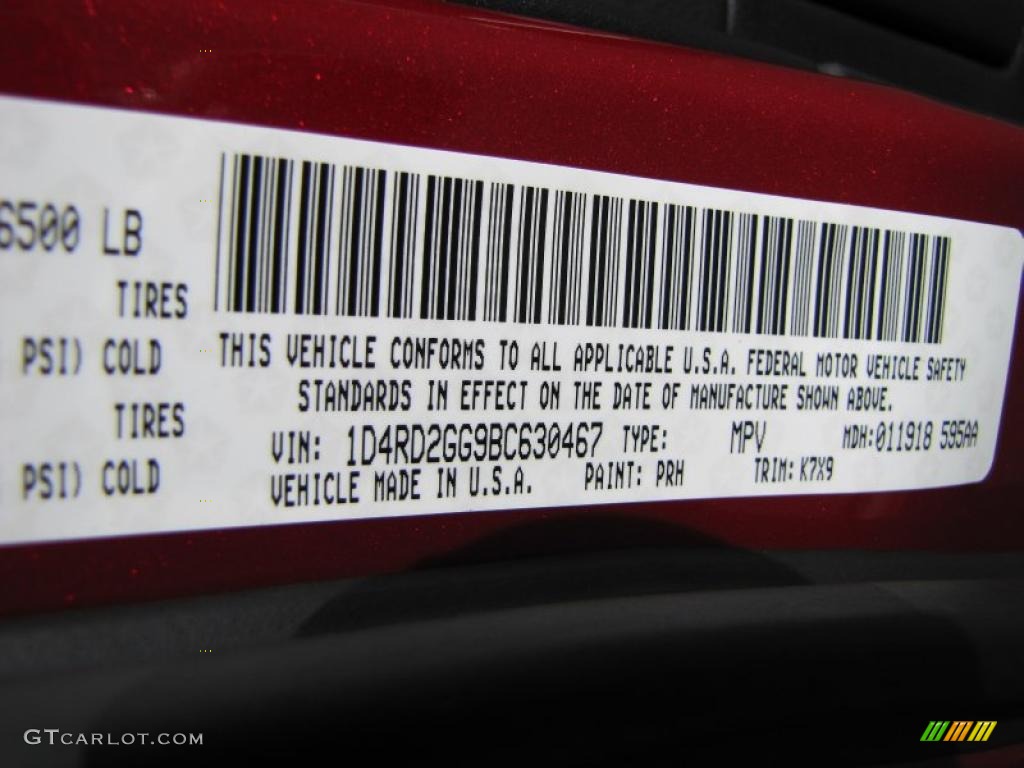 6500 LB
TIRES
PSI) COLD
TIRES
PSI) COLD
THIS VEHICLE CONFORMS TO ALL APPLICABLE U.S.A. FEDERAL MOTOR VEHICLE SAFETY
STANDARDS IN EFFECT ON THE DATE OF MANUFACTURE SHOWN ABOVE.
VIN: 1D4RD2GG9BC630467 TYPE: MPV MDH:011918 595AA
VEHICLE MADE IN U.S.A. PAINT: PRH TRIM: K7X9
GTCARLOT.COM